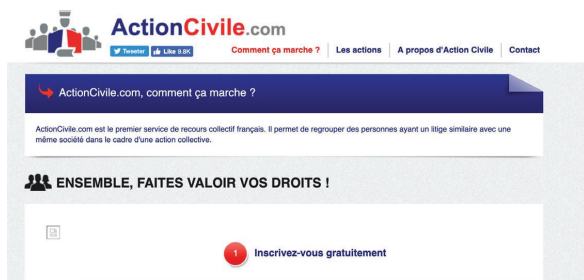 ActionCivile.com
Tweeter Like 9.8K
Comment ça marche ? Les actions A propos d'Action Civile Contact
ActionCivile.com, comment ça marche ?
ActionCivile.com est le premier service de recours collectif français. Il permet de regrouper des personnes ayant un litige similaire avec une
même société dans le cadre d'une action collective.
ENSEMBLE, FAITES VALOIR VOS DROITS !
1 Inscrivez-vous gratuitement